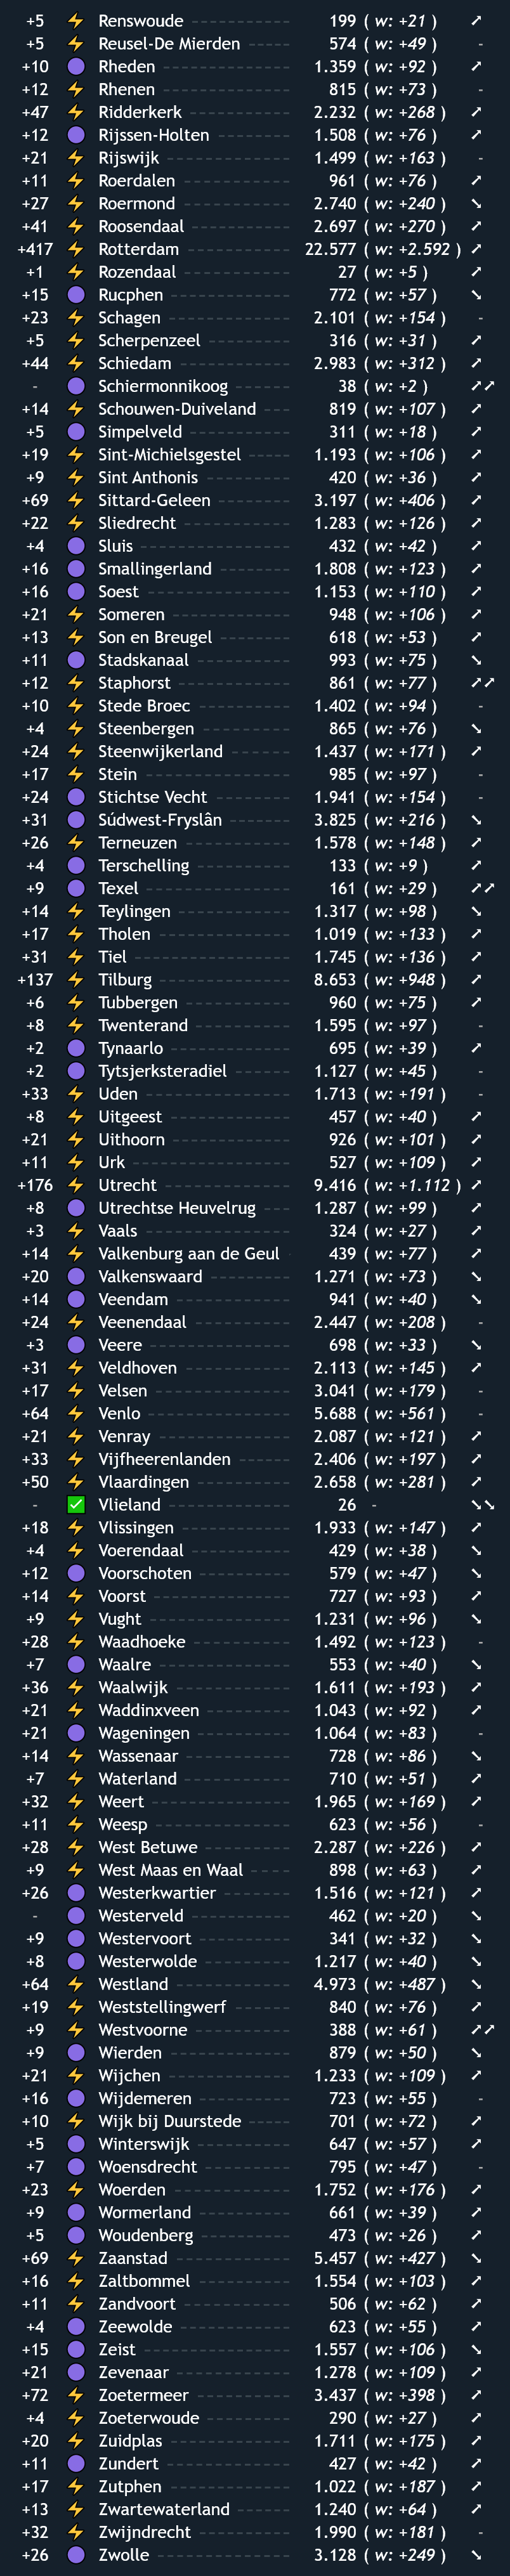 +5 ⚡ Renswoude 199 ( w: +21 ) ↗
+5 ⚡ Reusel-De Mierden 574 ( w: +49 ) -
+10 🟣 Rheden 1.359 ( w: +92 ) ↗
+12 ⚡ Rhenen 815 ( w: +73 ) -
+47 ⚡ Ridderkerk 2.232 ( w: +268 ) ↗
+12 🟣 Rijssen-Holten 1.508 ( w: +76 ) ↗
+21 ⚡ Rijswijk 1.499 ( w: +163 ) -
+11 ⚡ Roerdalen 961 ( w: +76 ) ↗
+27 ⚡ Roermond 2.740 ( w: +240 ) ↘
+41 ⚡ Roosendaal 2.697 ( w: +270 ) ↗
+417 ⚡ Rotterdam 22.577 ( w: +2.592 ) ↗
+1 ⚡ Rozendaal 27 ( w: +5 ) ↗
+15 🟣 Rucphen 772 ( w: +57 ) ↘
+23 ⚡ Schagen 2.101 ( w: +154 ) -
+5 ⚡ Scherpenzeel 316 ( w: +31 ) ↗
+44 ⚡ Schiedam 2.983 ( w: +312 ) ↗
- 🟣 Schiermonnikoog 38 ( w: +2 ) ↗↗
+14 ⚡ Schouwen-Duiveland 819 ( w: +107 ) ↗
+5 🟣 Simpelveld 311 ( w: +18 ) ↗
+19 ⚡ Sint-Michielsgestel 1.193 ( w: +106 ) ↗
+9 ⚡ Sint Anthonis 420 ( w: +36 ) ↗
+69 ⚡ Sittard-Geleen 3.197 ( w: +406 ) ↗
+22 ⚡ Sliedrecht 1.283 ( w: +126 ) ↗
+4 🟣 Sluis 432 ( w: +42 ) ↗
+16 🟣 Smallingerland 1.808 ( w: +123 ) ↗
+16 🟣 Soest 1.153 ( w: +110 ) ↗
+21 ⚡ Someren 948 ( w: +106 ) ↗
+13 ⚡ Son en Breugel 618 ( w: +53 ) ↗
+11 🟣 Stadskanaal 993 ( w: +75 ) ↘
+12 ⚡ Staphorst 861 ( w: +77 ) ↗↗
+10 ⚡ Stede Broec 1.402 ( w: +94 ) -
+4 ⚡ Steenbergen 865 ( w: +76 ) ↘
+24 ⚡ Steenwijkerland 1.437 ( w: +171 ) ↗
+17 ⚡ Stein 985 ( w: +97 ) -
+24 🟣 Stichtse Vecht 1.941 ( w: +154 ) -
+31 🟣 Súdwest-Fryslân 3.825 ( w: +216 ) ↘
+26 ⚡ Terneuzen 1.578 ( w: +148 ) ↗
+4 🟣 Terschelling 133 ( w: +9 ) ↗
+9 🟣 Texel 161 ( w: +29 ) ↗↗
+14 ⚡ Teylingen 1.317 ( w: +98 ) ↘
+17 ⚡ Tholen 1.019 ( w: +133 ) ↗
+31 ⚡ Tiel 1.745 ( w: +136 ) ↗
+137 ⚡ Tilburg 8.653 ( w: +948 ) ↗
+6 ⚡ Tubbergen 960 ( w: +75 ) ↗
+8 ⚡ Twenterand 1.595 ( w: +97 ) -
+2 🟣 Tynaarlo 695 ( w: +39 ) ↗
+2 🟣 Tytsjerksteradiel 1.127 ( w: +45 ) -
+33 ⚡ Uden 1.713 ( w: +191 ) -
+8 ⚡ Uitgeest 457 ( w: +40 ) ↗
+21 ⚡ Uithoorn 926 ( w: +101 ) ↗
+11 ⚡ Urk 527 ( w: +109 ) ↗
+176 ⚡ Utrecht 9.416 ( w: +1.112 ) ↗
+8 🟣 Utrechtse Heuvelrug 1.287 ( w: +99 ) ↗
+3 ⚡ Vaals 324 ( w: +27 ) ↗
+14 ⚡ Valkenburg aan de Geul 439 ( w: +77 ) ↗
+20 🟣 Valkenswaard 1.271 ( w: +73 ) ↘
+14 🟣 Veendam 941 ( w: +40 ) ↘
+24 ⚡ Veenendaal 2.447 ( w: +208 ) -
+3 🟣 Veere 698 ( w: +33 ) ↘
+31 ⚡ Veldhoven 2.113 ( w: +145 ) ↗
+17 ⚡ Velsen 3.041 ( w: +179 ) -
+64 ⚡ Venlo 5.688 ( w: +561 ) -
+21 ⚡ Venray 2.087 ( w: +121 ) ↗
+33 ⚡ Vijfheerenlanden 2.406 ( w: +197 ) ↗
+50 ⚡ Vlaardingen 2.658 ( w: +281 ) ↗
- ✅ Vlieland 26 - ↘↘
+18 ⚡ Vlissingen 1.933 ( w: +147 ) ↗
+4 ⚡ Voerendaal 429 ( w: +38 ) ↘
+12 🟣 Voorschoten 579 ( w: +47 ) ↘
+14 ⚡ Voorst 727 ( w: +93 ) ↗
+9 ⚡ Vught 1.231 ( w: +96 ) ↘
+28 ⚡ Waadhoeke 1.492 ( w: +123 ) -
+7 🟣 Waalre 553 ( w: +40 ) ↘
+36 ⚡ Waalwijk 1.611 ( w: +193 ) ↗
+21 ⚡ Waddinxveen 1.043 ( w: +92 ) ↗
+21 🟣 Wageningen 1.064 ( w: +83 ) -
+14 ⚡ Wassenaar 728 ( w: +86 ) ↘
+7 ⚡ Waterland 710 ( w: +51 ) ↗
+32 ⚡ Weert 1.965 ( w: +169 ) ↗
+11 ⚡ Weesp 623 ( w: +56 ) -
+28 ⚡ West Betuwe 2.287 ( w: +226 ) ↗
+9 ⚡ West Maas en Waal 898 ( w: +63 ) ↗
+26 🟣 Westerkwartier 1.516 ( w: +121 ) ↗
- 🟣 Westerveld 462 ( w: +20 ) ↘
+9 🟣 Westervoort 341 ( w: +32 ) ↘
+8 🟣 Westerwolde 1.217 ( w: +40 ) ↘
+64 ⚡ Westland 4.973 ( w: +487 ) ↘
+19 ⚡ Weststellingwerf 840 ( w: +76 ) ↗
+9 ⚡ Westvoorne 388 ( w: +61 ) ↗↗
+9 🟣 Wierden 879 ( w: +50 ) ↘
+21 ⚡ Wijchen 1.233 ( w: +109 ) ↗
+16 🟣 Wijdemeren 723 ( w: +55 ) -
+10 ⚡ Wijk bij Duurstede 701 ( w: +72 ) ↗
+5 🟣 Winterswijk 647 ( w: +57 ) ↗
+7 🟣 Woensdrecht 795 ( w: +47 ) -
+23 ⚡ Woerden 1.752 ( w: +176 ) ↗
+9 🟣 Wormerland 661 ( w: +39 ) ↗
+5 🟣 Woudenberg 473 ( w: +26 ) ↗
+69 ⚡ Zaanstad 5.457 ( w: +427 ) ↘
+16 ⚡ Zaltbommel 1.554 ( w: +103 ) ↗
+11 ⚡ Zandvoort 506 ( w: +62 ) ↗
+4 🟣 Zeewolde 623 ( w: +55 ) ↗
+15 🟣 Zeist 1.557 ( w: +106 ) ↘
+21 🟣 Zevenaar 1.278 ( w: +109 ) ↗
+72 ⚡ Zoetermeer 3.437 ( w: +398 ) ↗
+4 ⚡ Zoeterwoude 290 ( w: +27 ) ↗
+20 ⚡ Zuidplas 1.711 ( w: +175 ) ↗
+11 🟣 Zundert 427 ( w: +42 ) ↗
+17 ⚡ Zutphen 1.022 ( w: +187 ) ↗
+13 ⚡ Zwartewaterland 1.240 ( w: +64 ) ↗
+32 ⚡ Zwijndrecht 1.990 ( w: +181 ) -
+26 🟣 Zwolle 3.128 ( w: +249 ) ↘